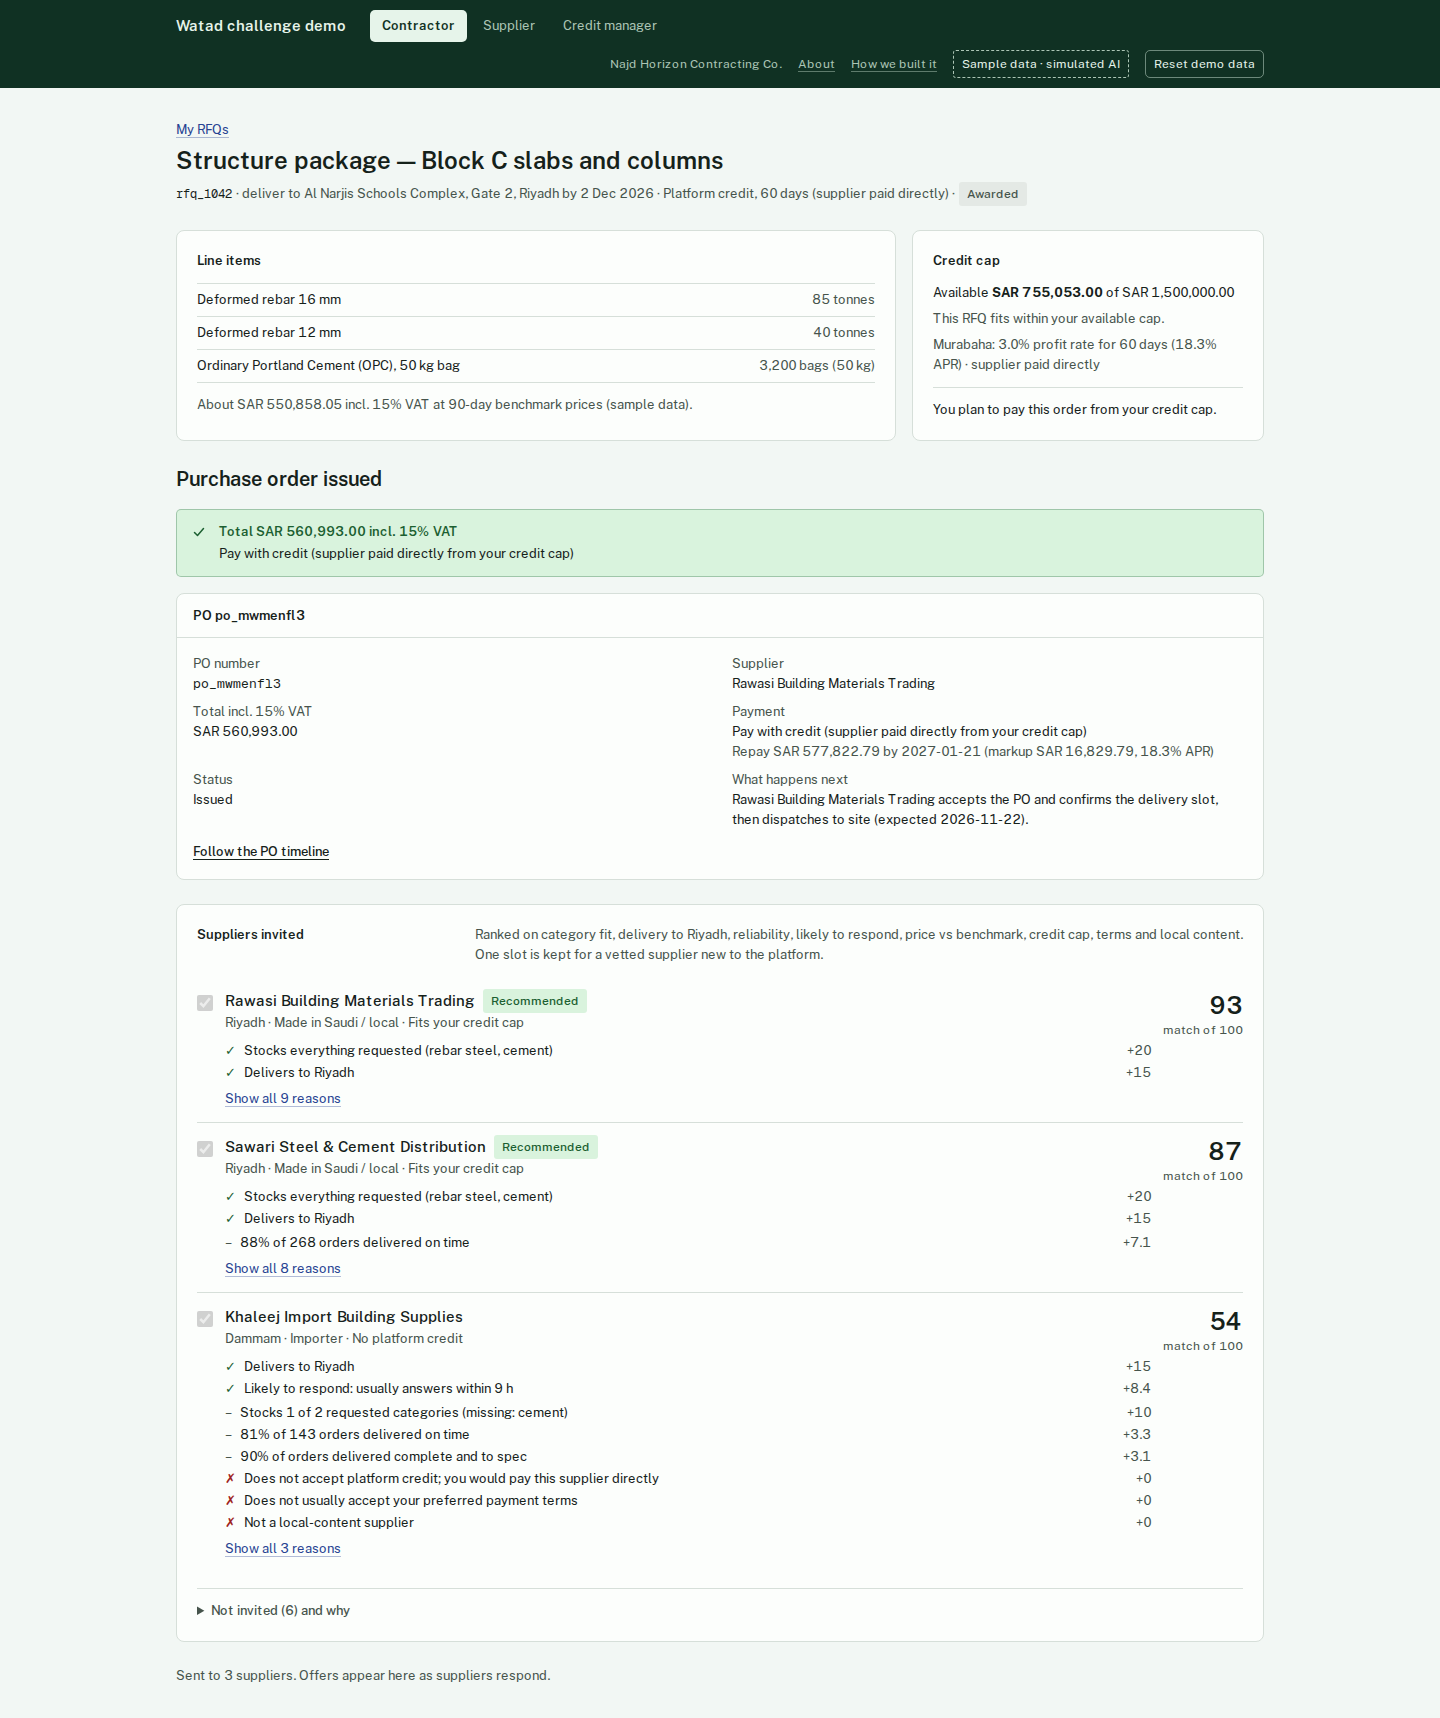 Watad challenge demo
Contractor
Supplier
Credit manager
Najd Horizon Contracting Co.
About
How we built it
Sample data · simulated AI
Reset demo data
My RFQs
Structure package — Block C slabs and columns
rfq_1042 · deliver to Al Narjis Schools Complex, Gate 2, Riyadh by 2 Dec 2026 · Platform credit, 60 days (supplier paid directly) · Awarded
Line items
Deformed rebar 16 mm 85 tonnes
Deformed rebar 12 mm 40 tonnes
Ordinary Portland Cement (OPC), 50 kg bag 3,200 bags (50 kg)
About SAR 550,858.05 incl. 15% VAT at 90-day benchmark prices (sample data).
Credit cap
Available SAR 755,053.00 of SAR 1,500,000.00
This RFQ fits within your available cap.
Murabaha: 3.0% profit rate for 60 days (18.3%
APR) · supplier paid directly
You plan to pay this order from your credit cap.
Purchase order issued
✓ Total SAR 560,993.00 incl. 15% VAT
Pay with credit (supplier paid directly from your credit cap)
PO po_mwmenfl3
PO number
po_mwmenfl3
Supplier
Rawasi Building Materials Trading
Total incl. 15% VAT
SAR 560,993.00
Payment
Pay with credit (supplier paid directly from your credit cap)
Repay SAR 577,822.79 by 2027-01-21 (markup SAR 16,829.79, 18.3% APR)
Status
Issued
What happens next
Rawasi Building Materials Trading accepts the PO and confirms the delivery slot,
then dispatches to site (expected 2026-11-22).
Follow the PO timeline
Suppliers invited
Ranked on category fit, delivery to Riyadh, reliability, likely to respond, price vs benchmark, credit cap, terms and local content.
One slot is kept for a vetted supplier new to the platform.
Rawasi Building Materials Trading Recommended
Riyadh · Made in Saudi / local · Fits your credit cap
93
match of 100
✓ Stocks everything requested (rebar steel, cement) +20
✓ Delivers to Riyadh +15
Show all 9 reasons
Sawari Steel & Cement Distribution Recommended
Riyadh · Made in Saudi / local · Fits your credit cap
87
match of 100
✓ Stocks everything requested (rebar steel, cement) +20
✓ Delivers to Riyadh +15
– 88% of 268 orders delivered on time +7.1
Show all 8 reasons
Khaleej Import Building Supplies
Dammam · Importer · No platform credit
54
match of 100
✓ Delivers to Riyadh +15
✓ Likely to respond: usually answers within 9 h +8.4
– Stocks 1 of 2 requested categories (missing: cement) +10
– 81% of 143 orders delivered on time +3.3
– 90% of orders delivered complete and to spec +3.1
✗ Does not accept platform credit; you would pay this supplier directly +0
✗ Does not usually accept your preferred payment terms +0
✗ Not a local-content supplier +0
Show all 3 reasons
▶ Not invited (6) and why
Sent to 3 suppliers. Offers appear here as suppliers respond.